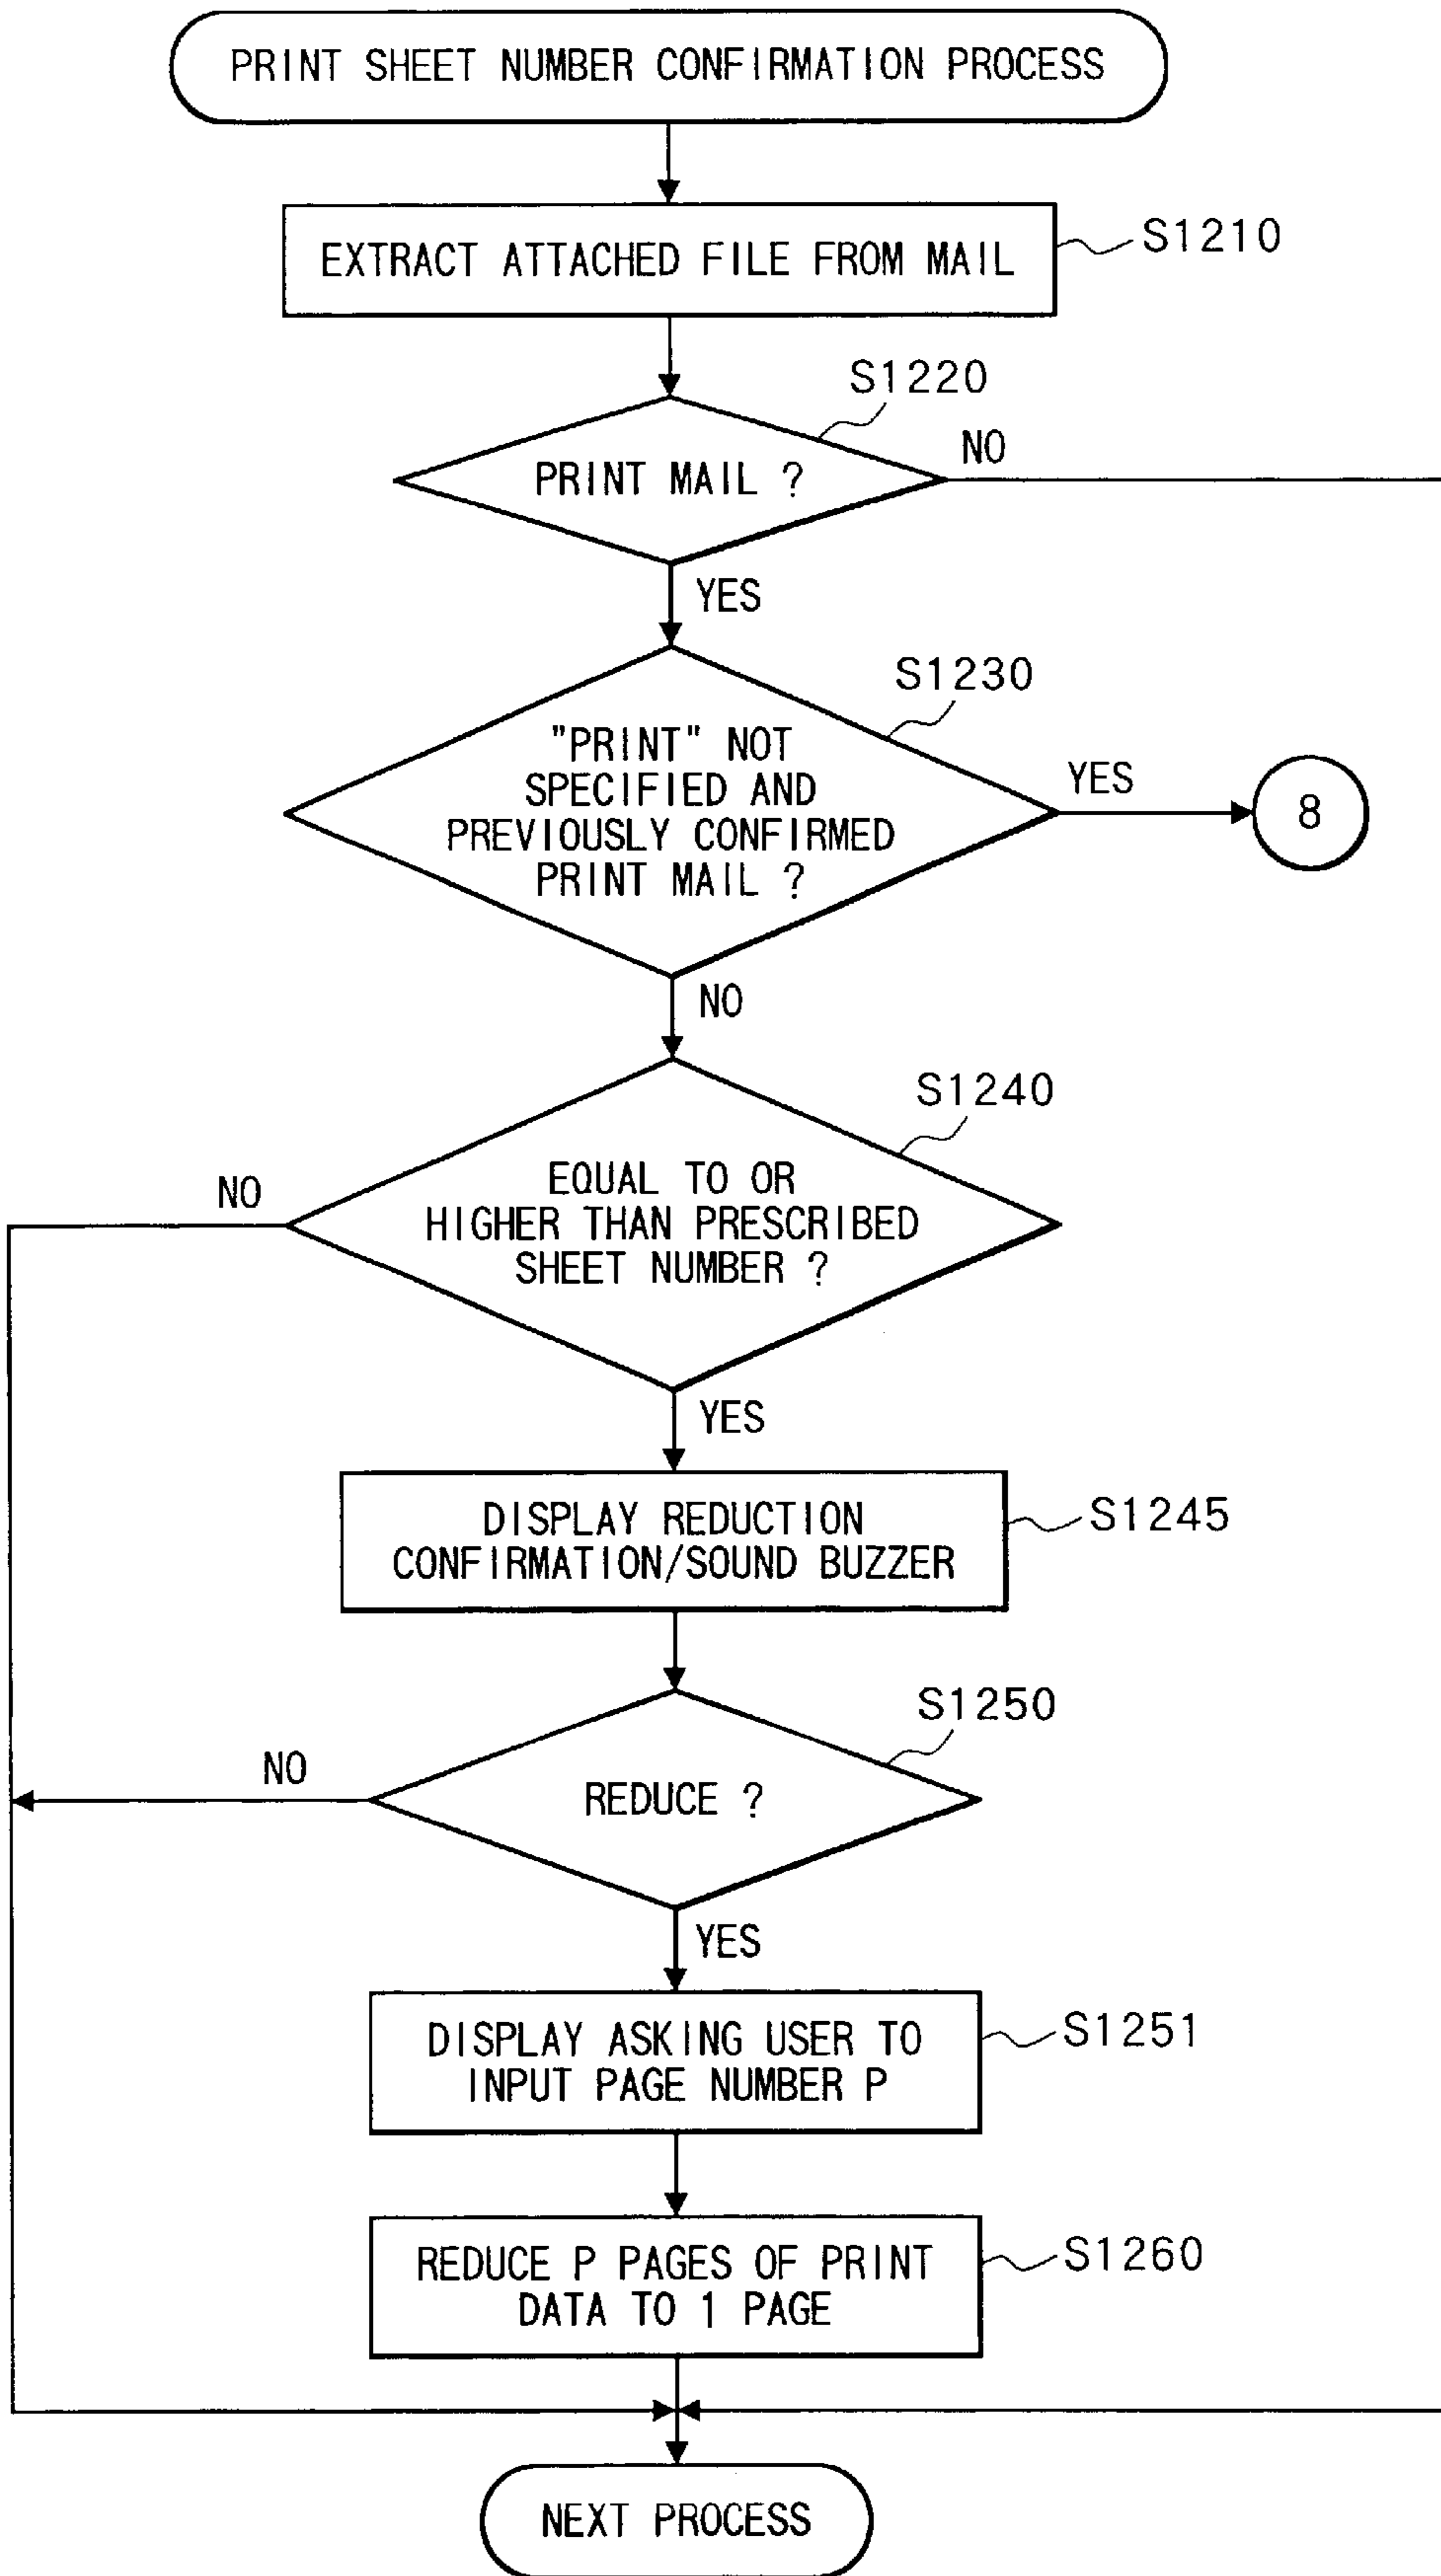 PRINT SHEET NUMBER CONFIRMATION PROCESS
EXTRACT ATTACHED FILE FROM MAIL
S1210
S1220
PRINT MAIL ?
NO
YES
S1230
"PRINT" NOT
SPECIFIED AND
PREVIOUSLY CONFIRMED
PRINT MAIL ?
YES
8
NO
S1240
EQUAL TO OR
HIGHER THAN PRESCRIBED
SHEET NUMBER ?
NO
YES
DISPLAY REDUCTION
CONFIRMATION/SOUND BUZZER
S1245
S1250
REDUCE ?
NO
YES
DISPLAY ASKING USER TO
INPUT PAGE NUMBER P
S1251
REDUCE P PAGES OF PRINT
DATA TO 1 PAGE
S1260
NEXT PROCESS